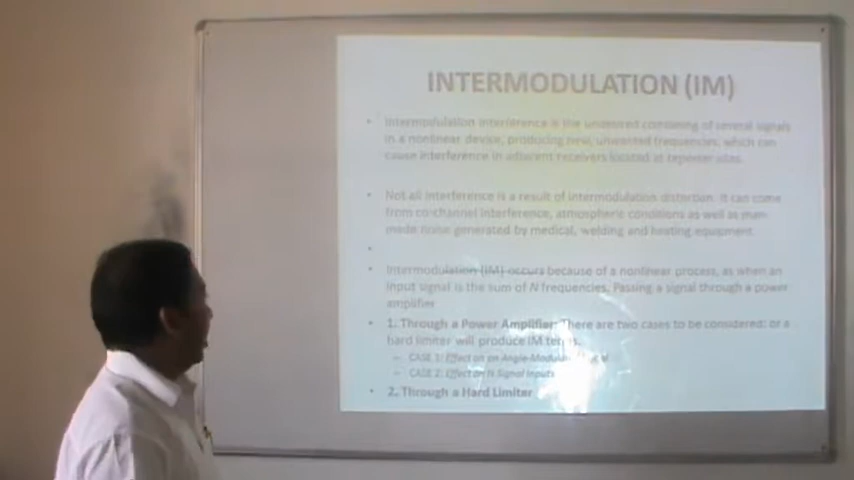 INTERMODULATION (IM)
• Intermodulation interference is the undesired combining of several signals
in a nonlinear device, producing new, unwanted frequencies, which can
cause interference in adjacent receivers located at repeater sites.
• Not all interference is a result of intermodulation distortion. It can come
from co-channel interference, atmospheric conditions as well as man-
made noise generated by medical, welding and heating equipment.
•
• Intermodulation (IM) occurs because of a nonlinear process, as when an
input signal is the sum of N frequencies. Passing a signal through a power
amplifier
• 1. Through a Power Amplifier: There are two cases to be considered: or a
hard limiter will produce IM terms.
– CASE 1: Effect on an Angle-Modulated
– CASE 2: Effect on N Signal Inputs
• 2. Through a Hard Limiter